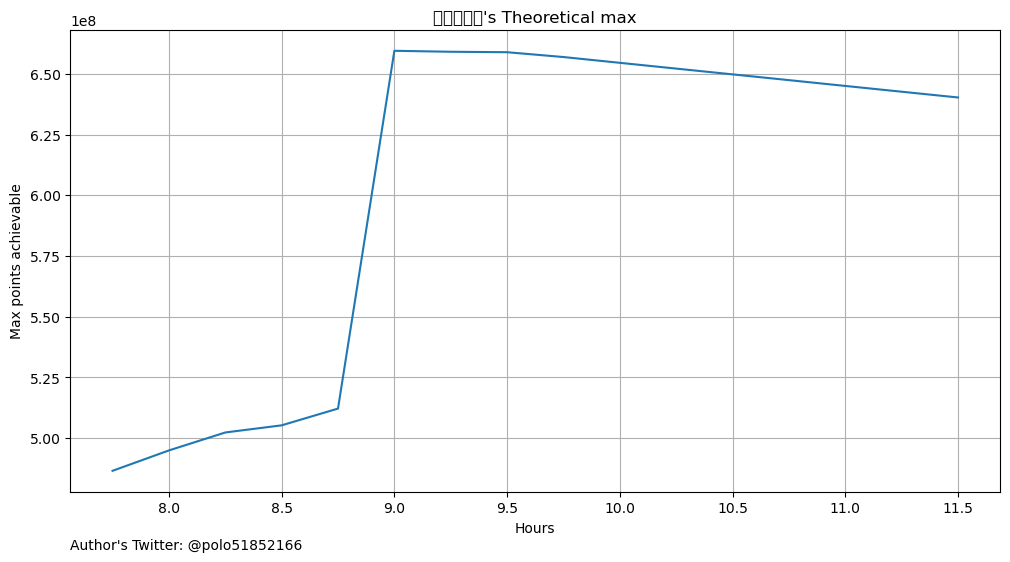 's Theoretical max
1e8
6.50
6.25
6.00
5.75
5.50
5.25
5.00
Max points achievable
8.0 8.5 9.0 9.5 10.0 10.5 11.0 11.5
Hours
Author's Twitter: @polo51852166